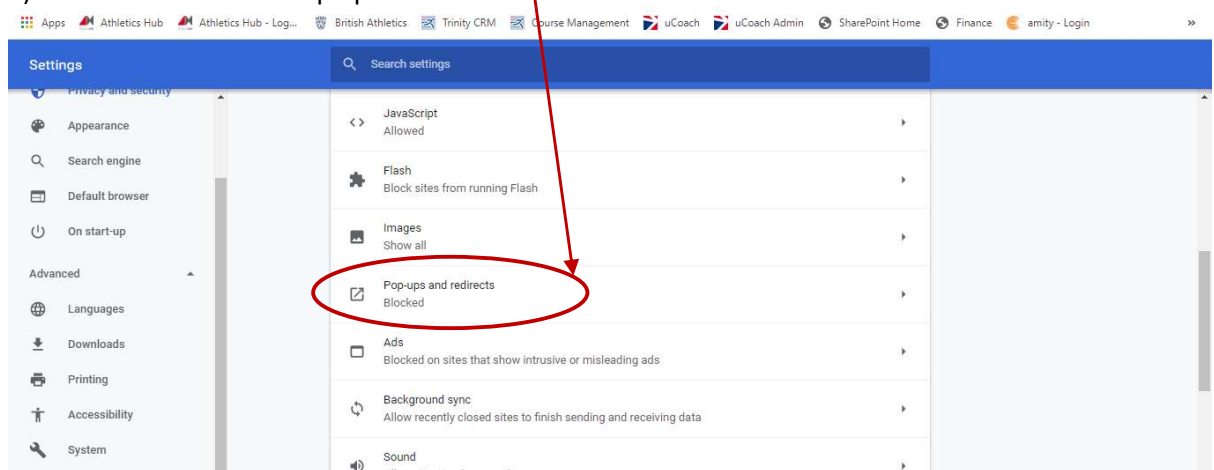 Apps Athletics Hub Athletics Hub - Log... British Athletics Trinity CRM Course Management uCoach uCoach Admin SharePoint Home Finance amity - Login »
Settings
Search settings
Privacy and security
Appearance
Search engine
Default browser
On start-up
Advanced
Languages
Downloads
Printing
Accessibility
System
JavaScript
Allowed
Flash
Block sites from running Flash
Images
Show all
Pop-ups and redirects
Blocked
Ads
Blocked on sites that show intrusive or misleading ads
Background sync
Allow recently closed sites to finish sending and receiving data
Sound